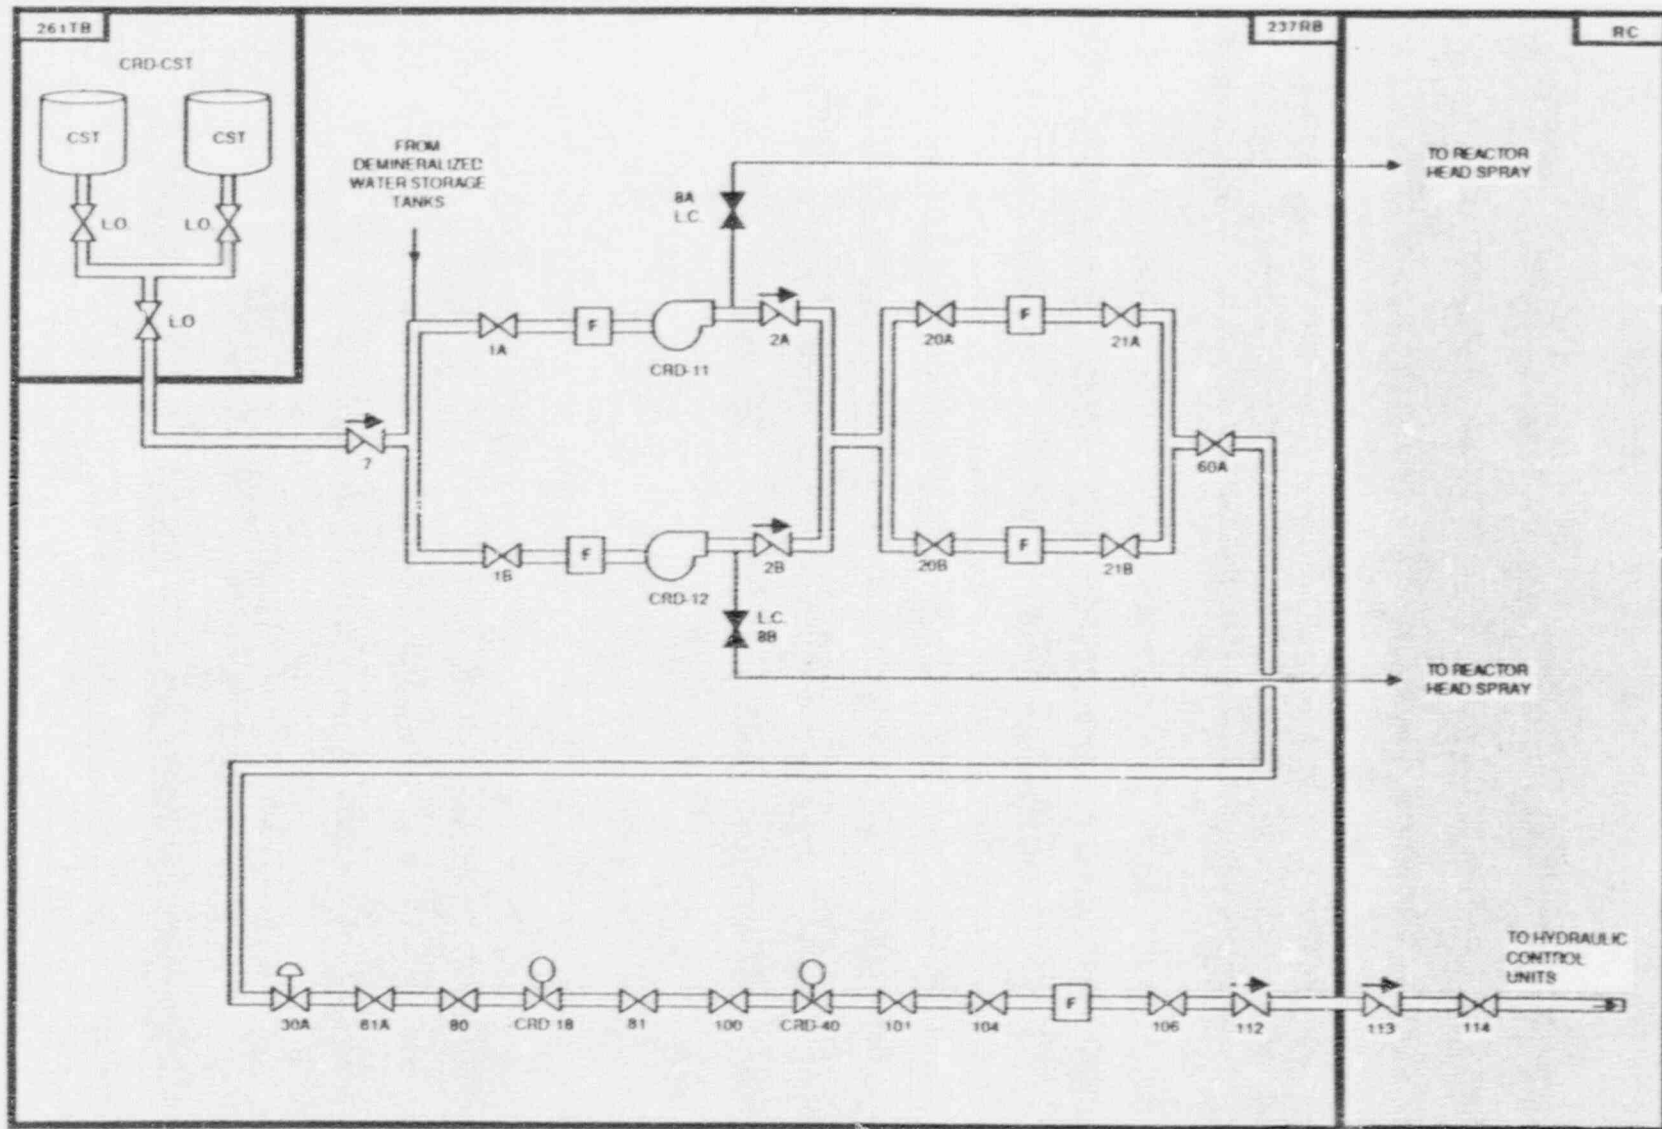 261TB
237RB
RC
CRD-CST
CST
CST
L.O.
L.O.
L.O
FROM
DEMINERALIZED
WATER STORAGE
TANKS
8A
L.C.
TO REACTOR
HEAD SPRAY
1A
F
CRD-11
2A
20A
F
21A
7
60A
1B
F
CRD-12
2B
20B
F
21B
L.C.
8B
TO REACTOR
HEAD SPRAY
TO HYDRAULIC
CONTROL
UNITS
30A
61A
80
CRD-18
81
100
CRD-40
101
104
F
106
112
113
114